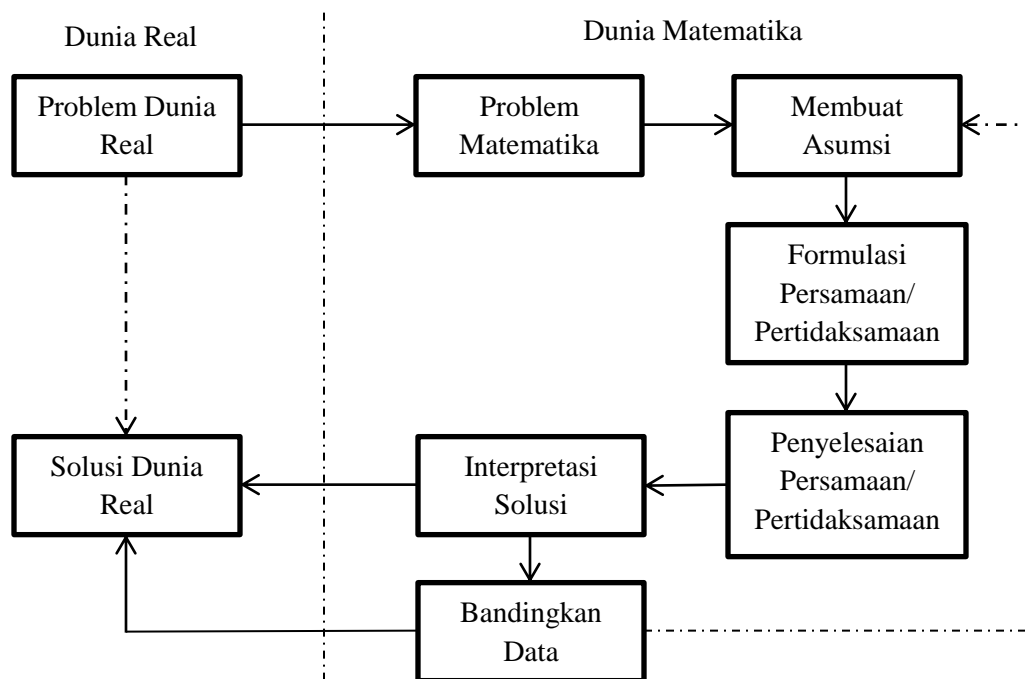 Dunia Real
Dunia Matematika
Problem Dunia
Real
Problem
Matematika
Membuat
Asumsi
Formulasi
Persamaan/
Pertidaksamaan
Penyelesaian
Persamaan/
Pertidaksamaan
Interpretasi
Solusi
Solusi Dunia
Real
Bandingkan
Data